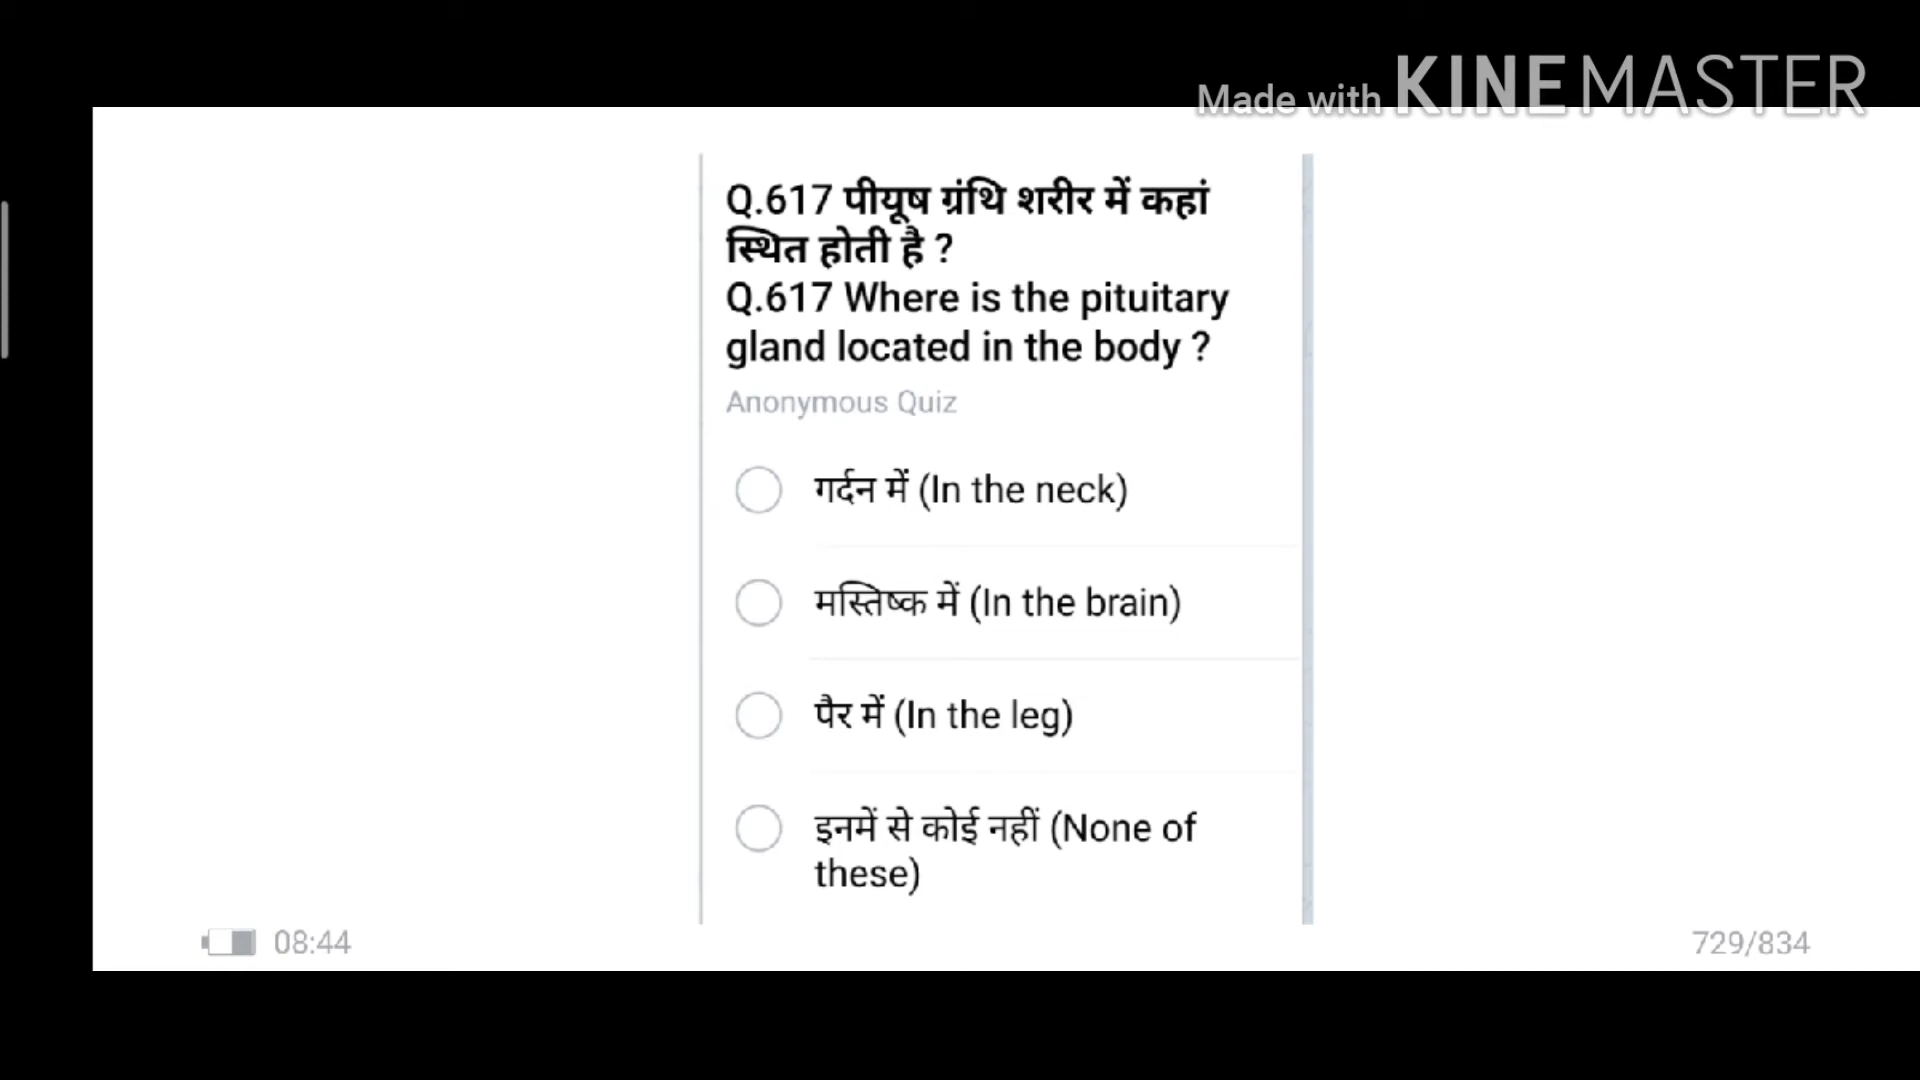 Made with KINEMASTER
Q.617 पीयूष ग्रंथि शरीर में कहां
स्थित होती है ?
Q.617 Where is the pituitary
gland located in the body ?
Anonymous Quiz
गर्दन में (In the neck)
मस्तिष्क में (In the brain)
पैर में (In the leg)
इनमें से कोई नहीं (None of
these)
08:44
729/834